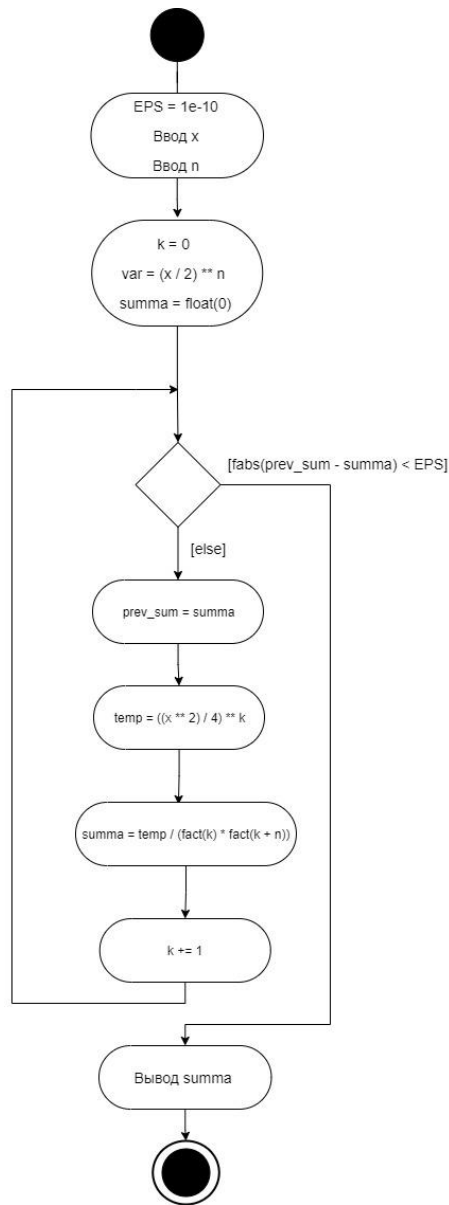 EPS = 1e-10
Ввод x
Ввод n
k = 0
var = (x / 2) ** n
summa = float(0)
[fabs(prev_sum - summa) < EPS]
[else]
prev_sum = summa
temp = ((x ** 2) / 4) ** k
summa = temp / (fact(k) * fact(k + n))
k += 1
Вывод summa